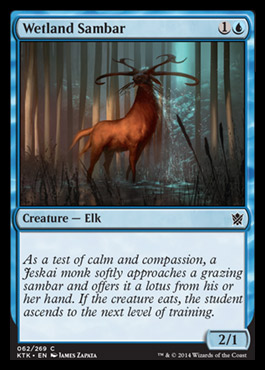 Wetland Sambar 1
Creature — Elk
As a test of calm and compassion, a
Jeskai monk softly approaches a grazing
sambar and offers it a lotus from his or
her hand. If the creature eats, the student
ascends to the next level of training.
2/1
062/269 C
KTK • EN JAMES ZAPATA
™ & © 2014 Wizards of the Coast